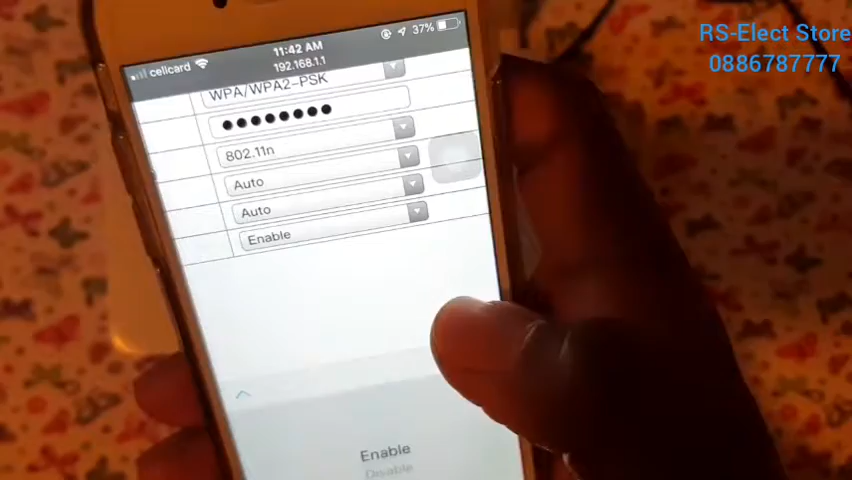 RS-Elect Store
0886787777
cellcard 11:42 AM 37%
192.168.1.1
WPA/WPA2-PSK
802.11n
Auto
Auto
Enable
Enable
Disable